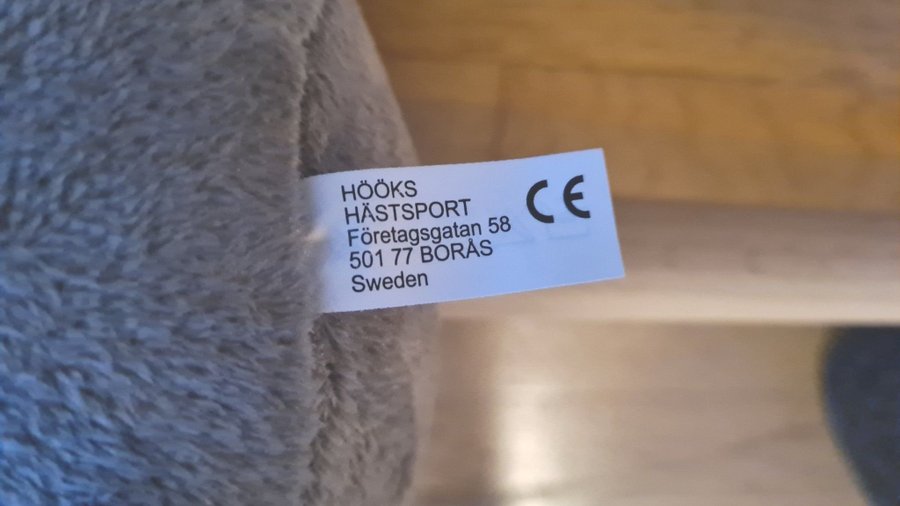 HÖÖKS
HÄSTSPORT
Företagsgatan 58
501 77 BORÅS
Sweden
CE